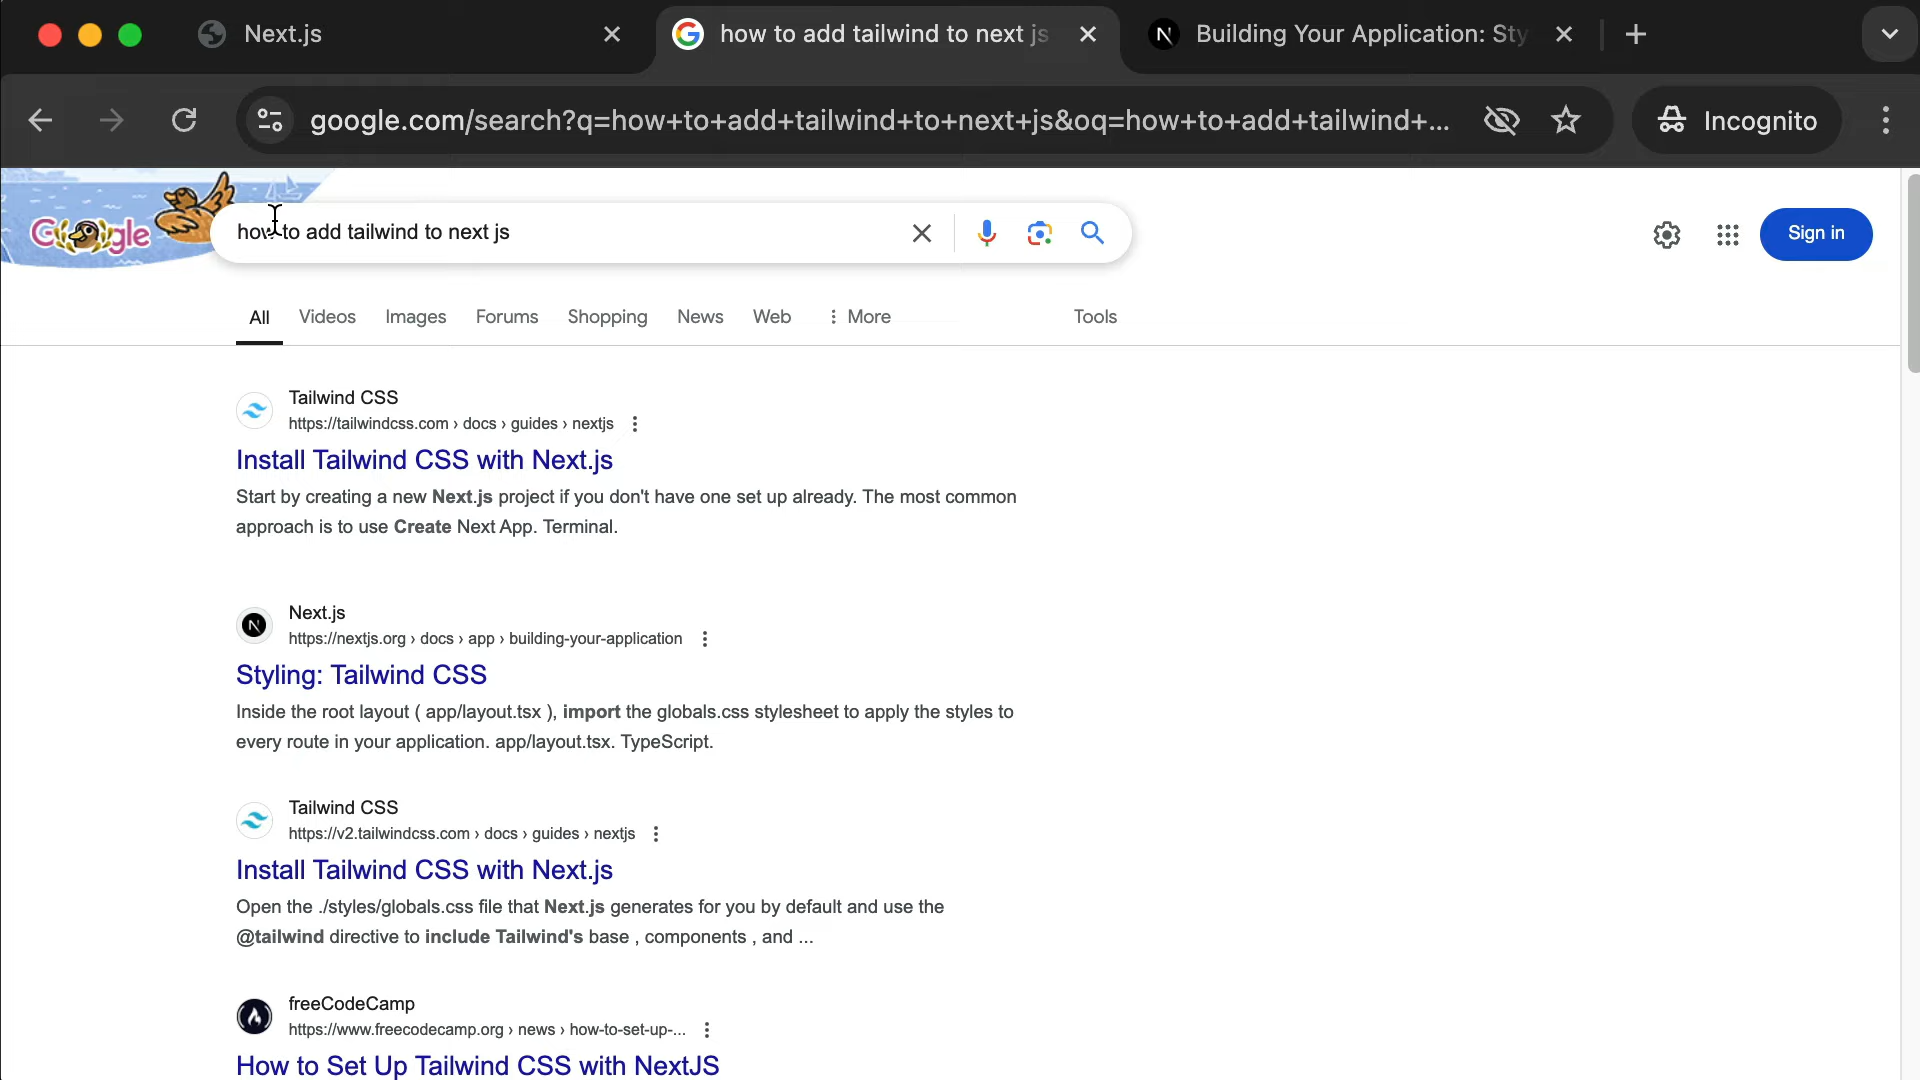 Next.js
how to add tailwind to next js
Building Your Application: Sty
google.com/search?q=how+to+add+tailwind+to+next+js&oq=how+to+add+tailwind+...
Incognito
Google
how to add tailwind to next js
Sign in
All
Videos
Images
Forums
Shopping
News
Web
More
Tools
Tailwind CSS
https://tailwindcss.com › docs › guides › nextjs
Install Tailwind CSS with Next.js
Start by creating a new Next.js project if you don't have one set up already. The most common
approach is to use Create Next App. Terminal.
N
Next.js
https://nextjs.org › docs › app › building-your-application
Styling: Tailwind CSS
Inside the root layout ( app/layout.tsx ), import the globals.css stylesheet to apply the styles to
every route in your application. app/layout.tsx. TypeScript.
Tailwind CSS
https://v2.tailwindcss.com › docs › guides › nextjs
Install Tailwind CSS with Next.js
Open the ./styles/globals.css file that Next.js generates for you by default and use the
@tailwind directive to include Tailwind's base , components , and ...
freeCodeCamp
https://www.freecodecamp.org › news › how-to-set-up-...
How to Set Up Tailwind CSS with NextJS